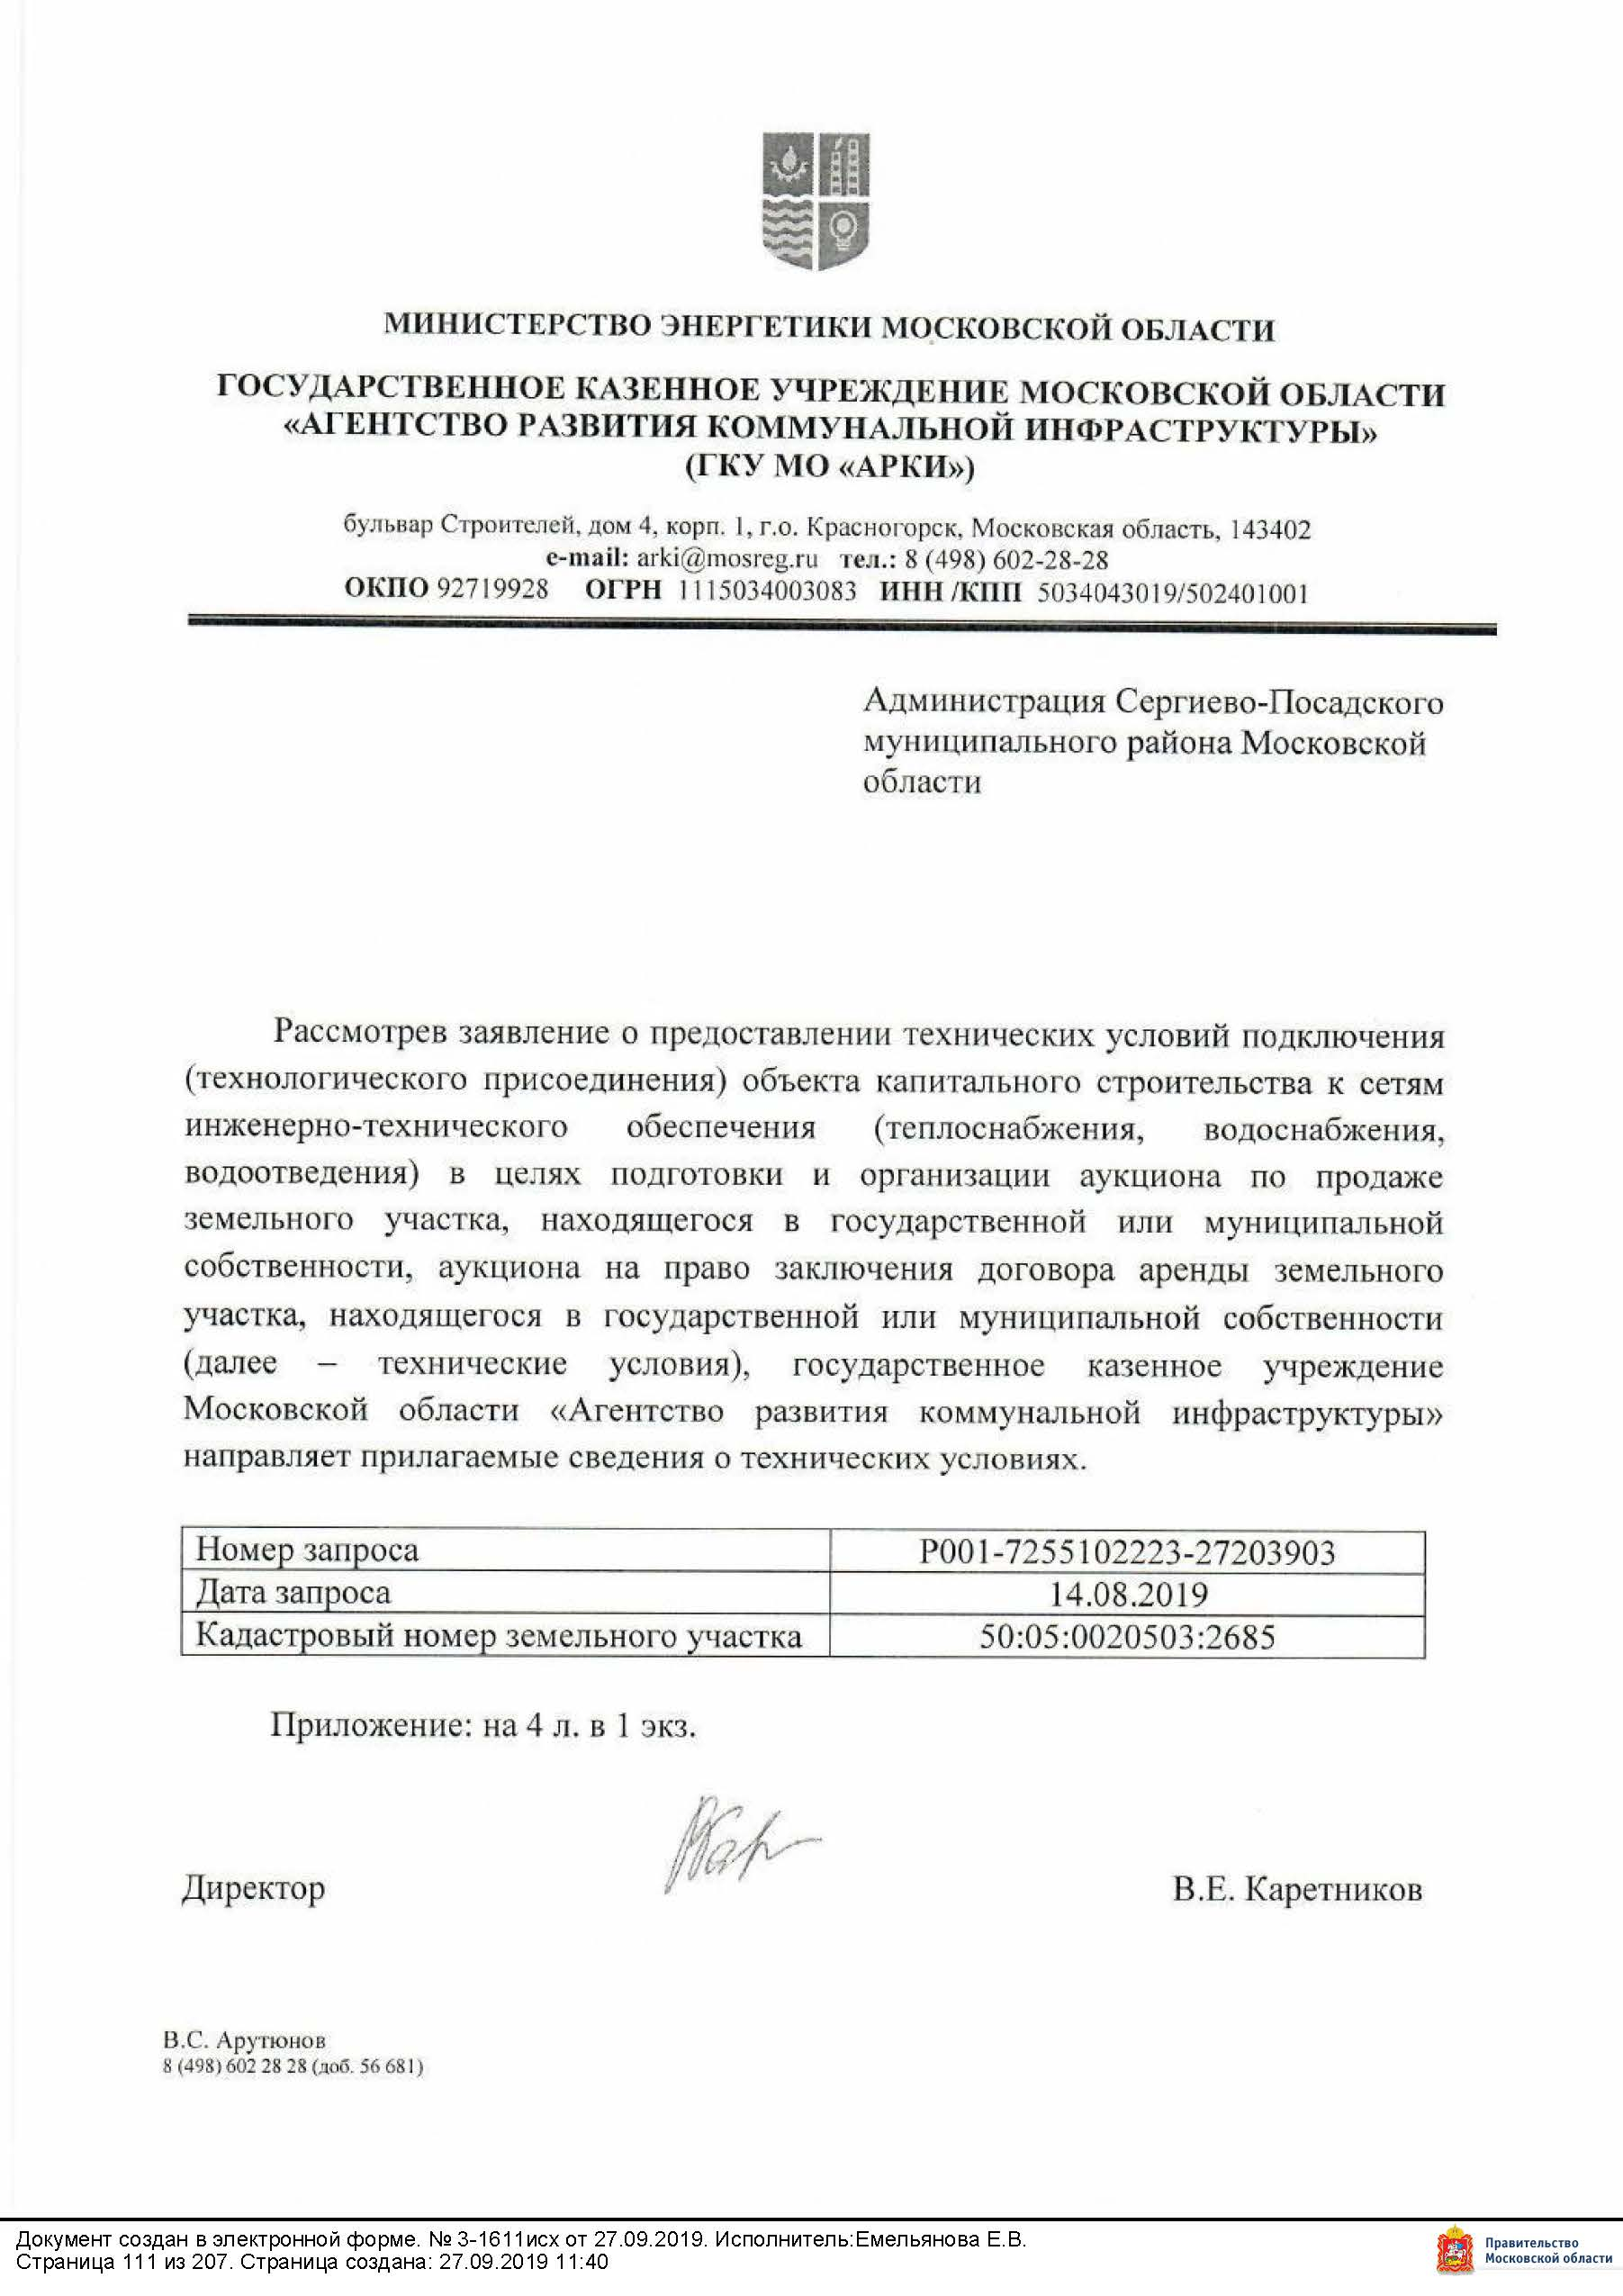 МИНИСТЕРСТВО ЭНЕРГЕТИКИ МОСКОВСКОЙ ОБЛАСТИ
ГОСУДАРСТВЕННОЕ КАЗЕННОЕ УЧРЕЖДЕНИЕ МОСКОВСКОЙ ОБЛАСТИ
«АГЕНТСТВО РАЗВИТИЯ КОММУНАЛЬНОЙ ИНФРАСТРУКТУРЫ»
(ГКУ МО «АРКИ»)
бульвар Строителей, дом 4, корп. 1, г.о. Красногорск, Московская область, 143402
e-mail: arki@mosreg.ru тел.: 8 (498) 602-28-28
ОКПО 92719928 ОГРН 1115034003083 ИНН /КПП 5034043019/502401001
Администрация Сергиево-Посадского
муниципального района Московской
области
Рассмотрев заявление о предоставлении технических условий подключения
(технологического присоединения) объекта капитального строительства к сетям
инженерно-технического обеспечения (теплоснабжения, водоснабжения,
водоотведения) в целях подготовки и организации аукциона по продаже
земельного участка, находящегося в государственной или муниципальной
собственности, аукциона на право заключения договора аренды земельного
участка, находящегося в государственной или муниципальной собственности
(далее – технические условия), государственное казенное учреждение
Московской области «Агентство развития коммунальной инфраструктуры»
направляет прилагаемые сведения о технических условиях.
Номер запроса P001-7255102223-27203903
Дата запроса 14.08.2019
Кадастровый номер земельного участка 50:05:0020503:2685
Приложение: на 4 л. в 1 экз.
Директор В.Е. Каретников
В.С. Арутюнов
8 (498) 602 28 28 (доб. 56 681)
Документ создан в электронной форме. № 3-1611исх от 27.09.2019. Исполнитель:Емельянова Е.В.
Страница 111 из 207. Страница создана: 27.09.2019 11:40
Правительство
Московской области